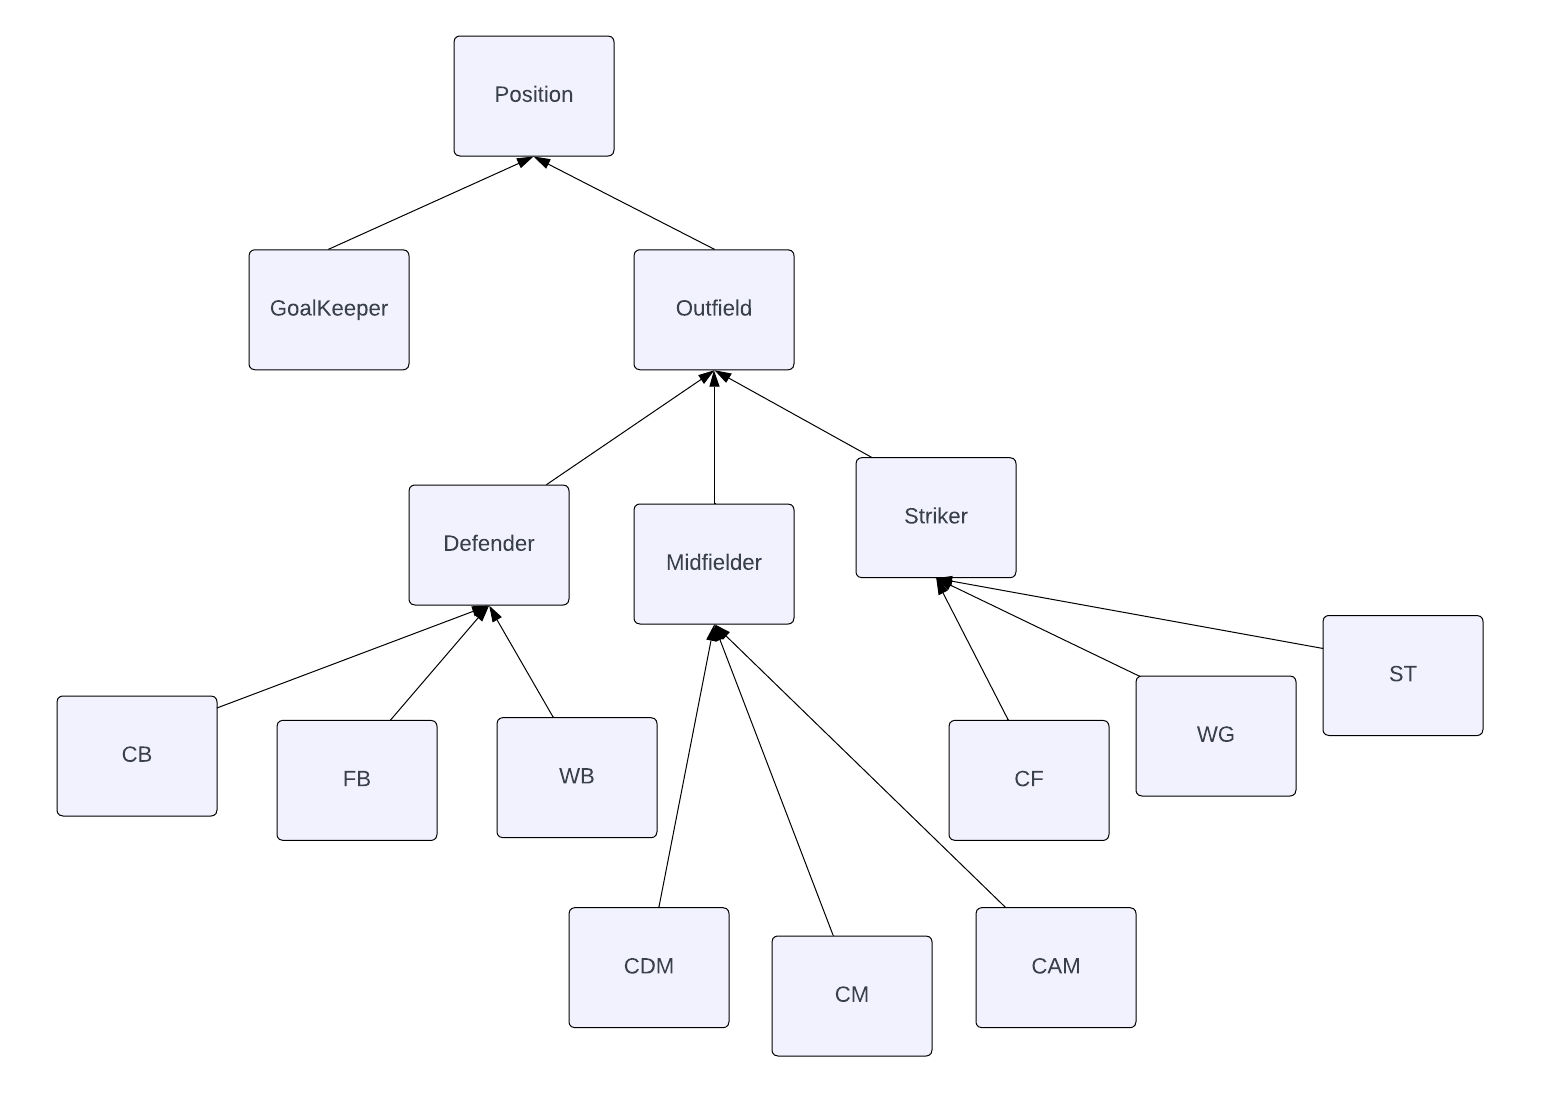 Position
GoalKeeper
Outfield
Defender
Midfielder
Striker
CB
FB
WB
CF
WG
ST
CDM
CM
CAM